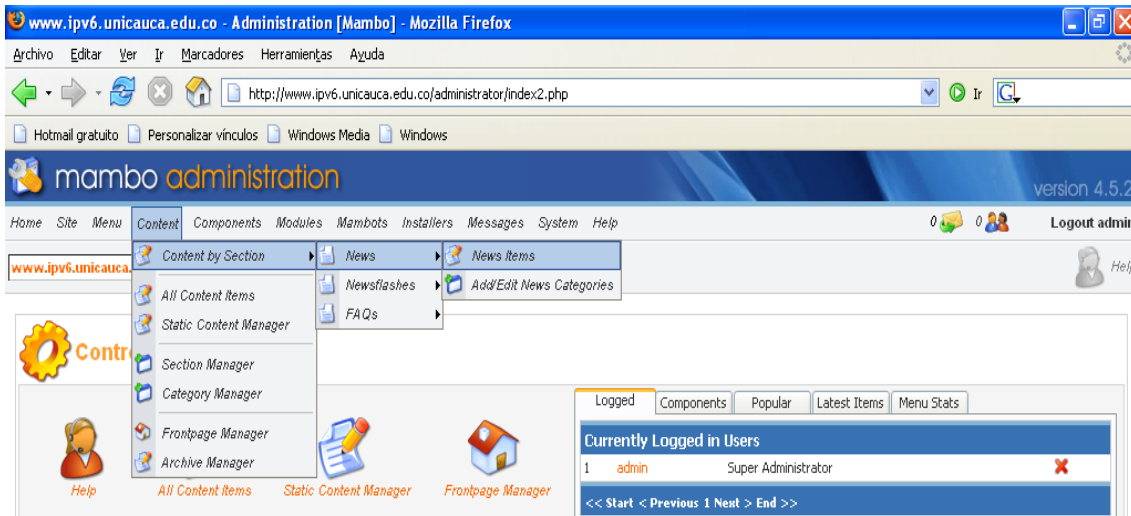 www.ipv6.unicauca.edu.co - Administration [Mambo] - Mozilla Firefox
Archivo Editar Ver Ir Marcadores Herramientas Ayuda
http://www.ipv6.unicauca.edu.co/administrator/index2.php Ir G
Hotmail gratuito Personalizar vínculos Windows Media Windows
mambo administration
version 4.5.2
Home Site Menu Content Components Modules Mambots Installers Messages System Help 0 0 Logout admin
www.ipv6.unicauca. Content by Section News News Items Help
Newsflashes Add/Edit News Categories
All Content Items
FAQs
Static Content Manager
Contr
Section Manager
Category Manager
Logged Components Popular Latest Items Menu Stats
Frontpage Manager
Currently Logged in Users
Archive Manager
1 admin Super Administrator
Help All Content Items Static Content Manager Frontpage Manager
<< Start < Previous 1 Next > End >>